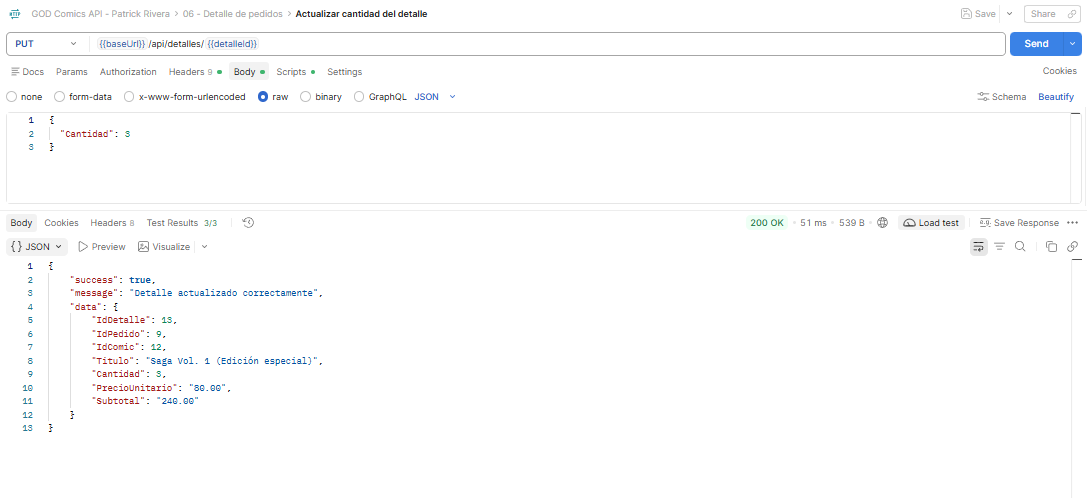 GOD Comics API - Patrick Rivera > 06 - Detalle de pedidos > Actualizar cantidad del detalle Save Share
PUT {{baseUrl}} /api/detalles/ {{detalleId}} Send
Docs Params Authorization Headers 9 Body Scripts Settings Cookies
none form-data x-www-form-urlencoded raw binary GraphQL JSON Schema Beautify
1 {
2 "Cantidad": 3
3 }
Body Cookies Headers 8 Test Results 3/3 200 OK • 51 ms • 539 B • Load test Save Response
{} JSON Preview Visualize
1 {
2 "success": true,
3 "message": "Detalle actualizado correctamente",
4 "data": {
5 "IdDetalle": 13,
6 "IdPedido": 9,
7 "IdComic": 12,
8 "Titulo": "Saga Vol. 1 (Edición especial)",
9 "Cantidad": 3,
10 "PrecioUnitario": "80.00",
11 "Subtotal": "240.00"
12 }
13 }